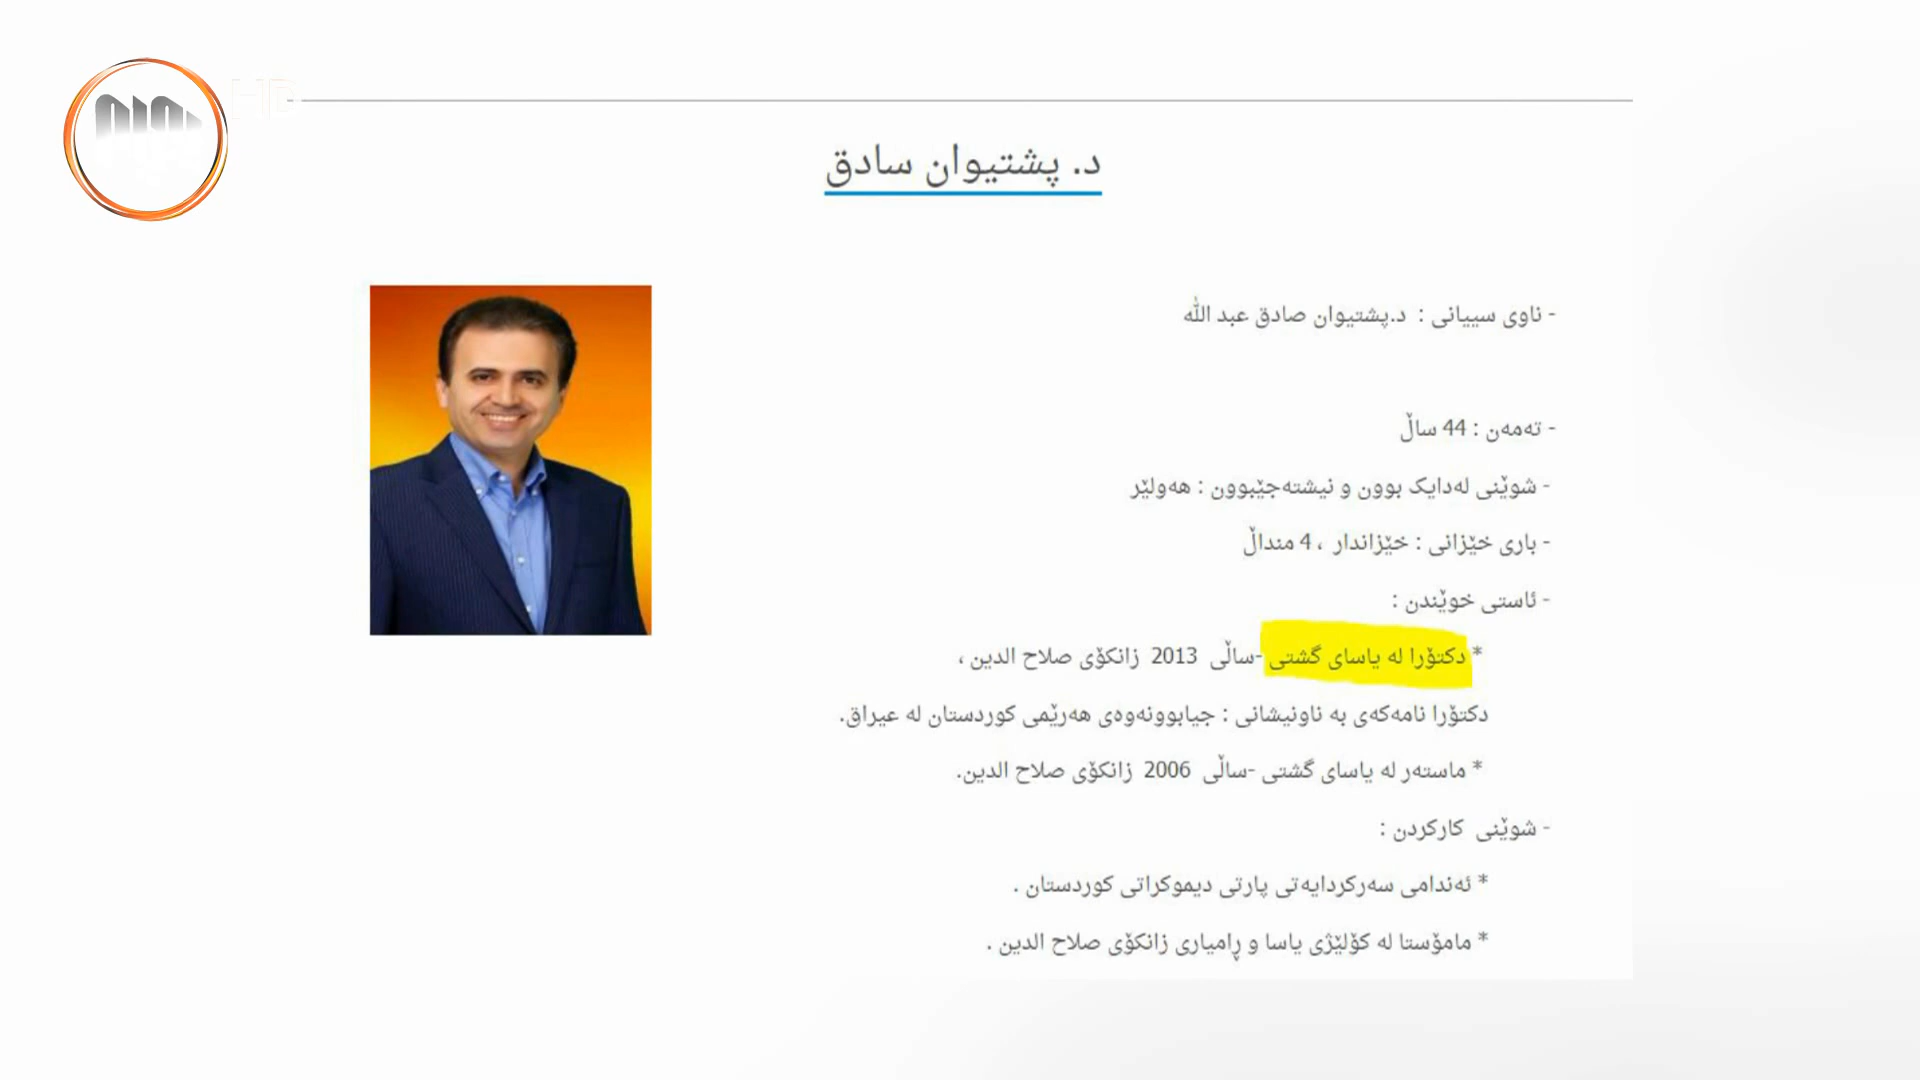 HD
د. پشتیوان سادق
- ناوی سییانی : د.پشتیوان صادق عبد الله
- تەمەن : 44 ساڵ
- شوێنی لەدایک بوون و نیشتەجێبوون : هەولێر
- باری خێزانی : خێزاندار ، 4 منداڵ
- ئاستی خوێندن :
* دکتۆرا لە یاسای گشتی -ساڵی 2013 زانکۆی صلاح الدین ،
دکتۆرا نامەکەی بە ناونیشانی : جیابوونەوەی هەرێمی کوردستان لە عیراق.
* ماستەر لە یاسای گشتی -ساڵی 2006 زانکۆی صلاح الدین.
- شوێنی کارکردن :
* ئەندامی سەرکردایەتی پارتی دیموکراتی کوردستان .
* مامۆستا لە کۆلێژی یاسا و ڕامیاری زانکۆی صلاح الدین .